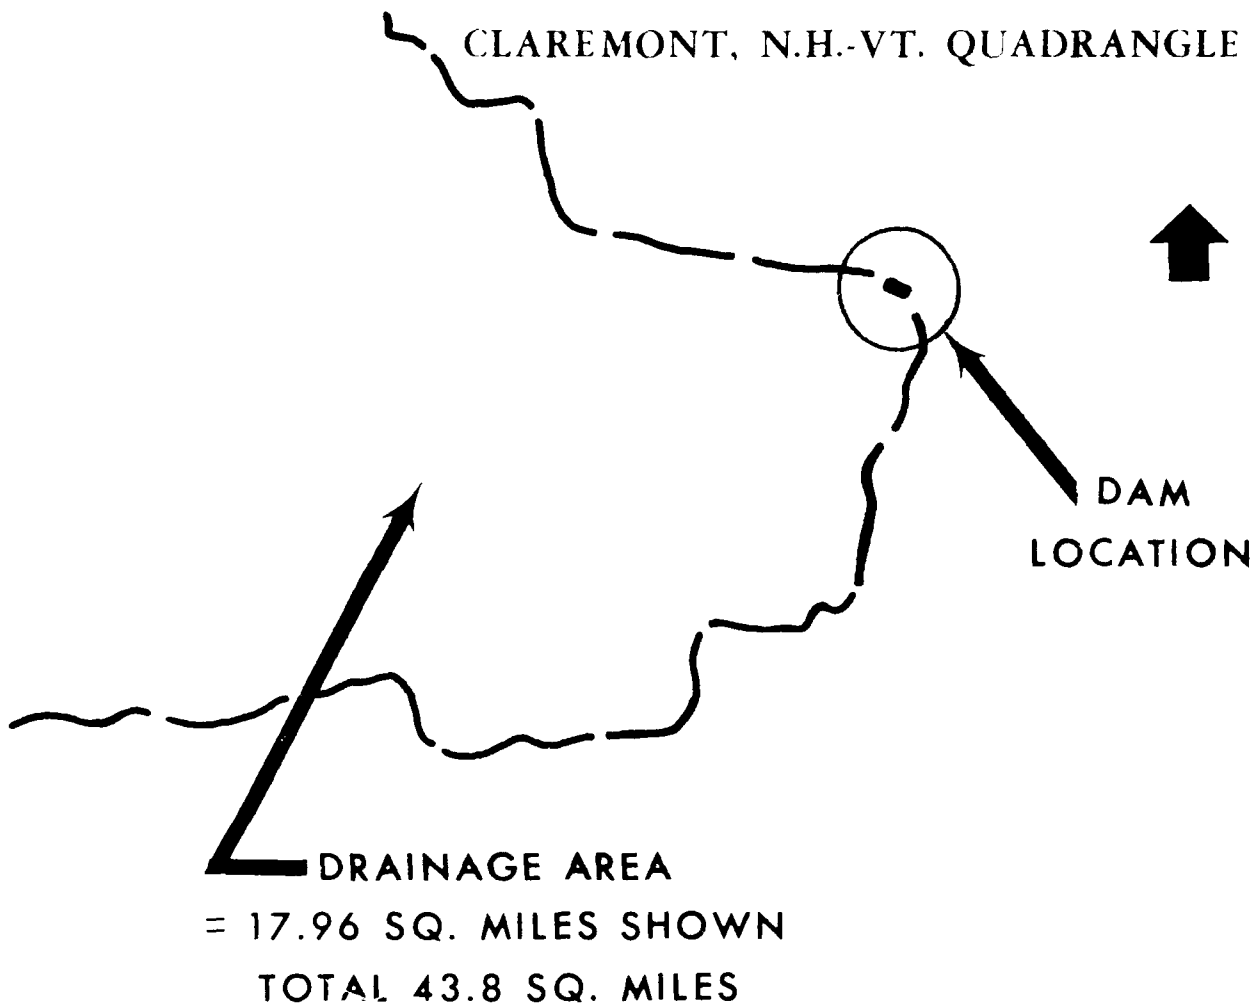 CLAREMONT, N.H.-VT. QUADRANGLE
DAM
LOCATION
DRAINAGE AREA
= 17.96 SQ. MILES SHOWN
TOTAL 43.8 SQ. MILES